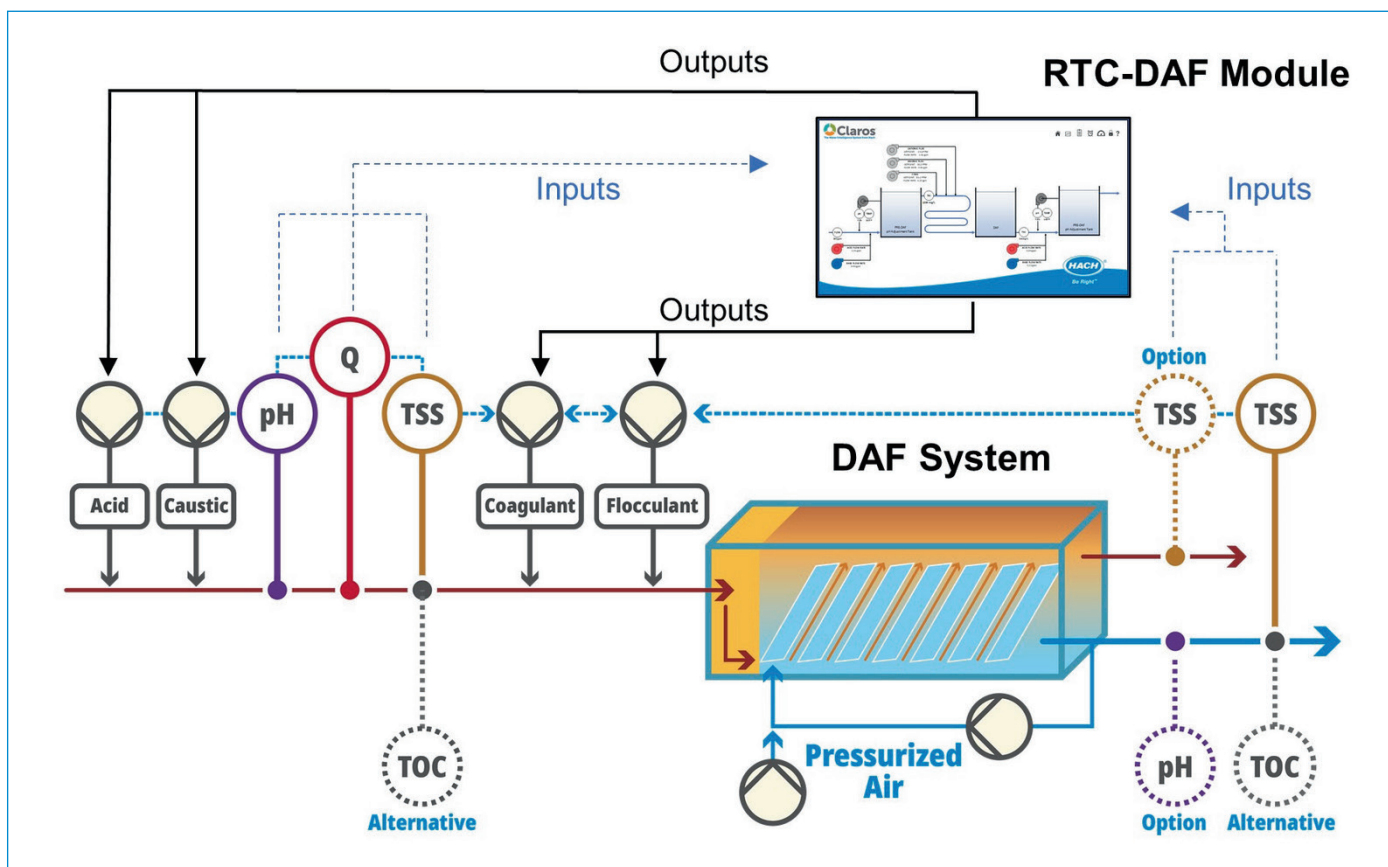 Outputs
RTC-DAF Module
Claros
Inputs
Inputs
HACH
Be Right™
Outputs
Option
Q
pH
TSS
TSS
TSS
DAF System
Acid
Caustic
Coagulant
Flocculant
TOC
Alternative
Pressurized
Air
pH
Option
TOC
Alternative